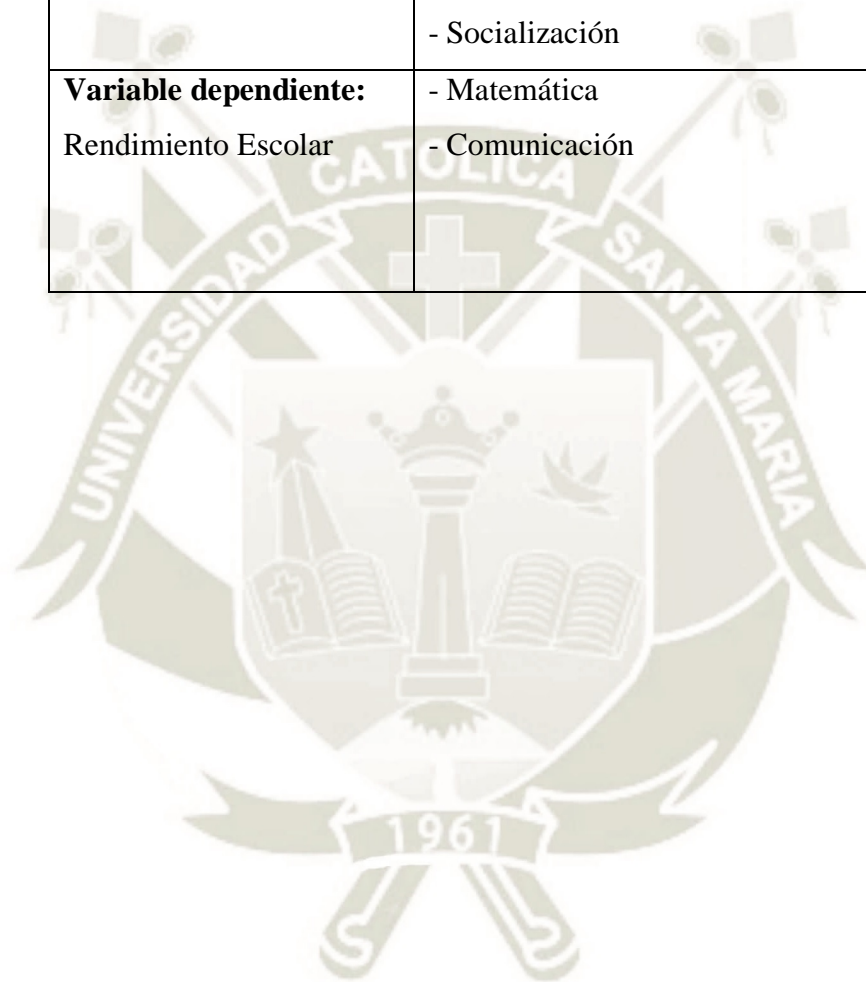 - Socialización
Variable dependiente: - Matemática
Rendimiento Escolar - Comunicación
UNIVERSIDAD CATOLICA SANTA MARIA
1961